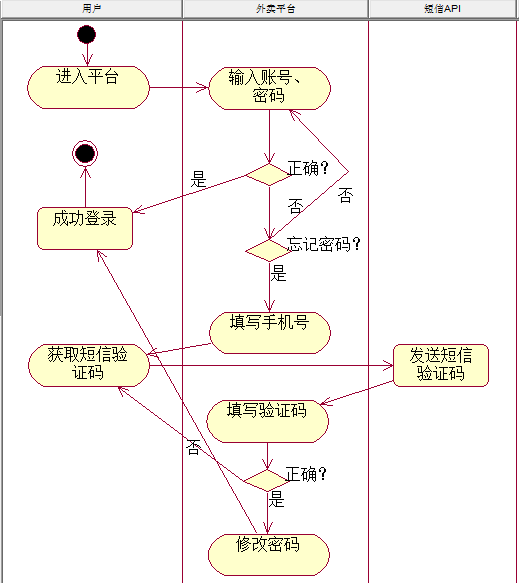 用户
外卖平台
短信API
进入平台
输入账号、
密码
正确？
是
否
否
成功登录
忘记密码？
是
填写手机号
获取短信验
证码
发送短信
验证码
填写验证码
否
正确？
是
修改密码